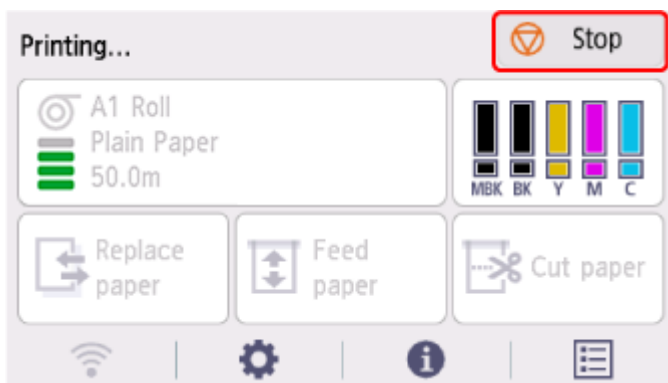 Printing...
Stop
A1 Roll
Plain Paper
50.0m
MBK BK Y M C
Replace
paper
Feed
paper
Cut paper